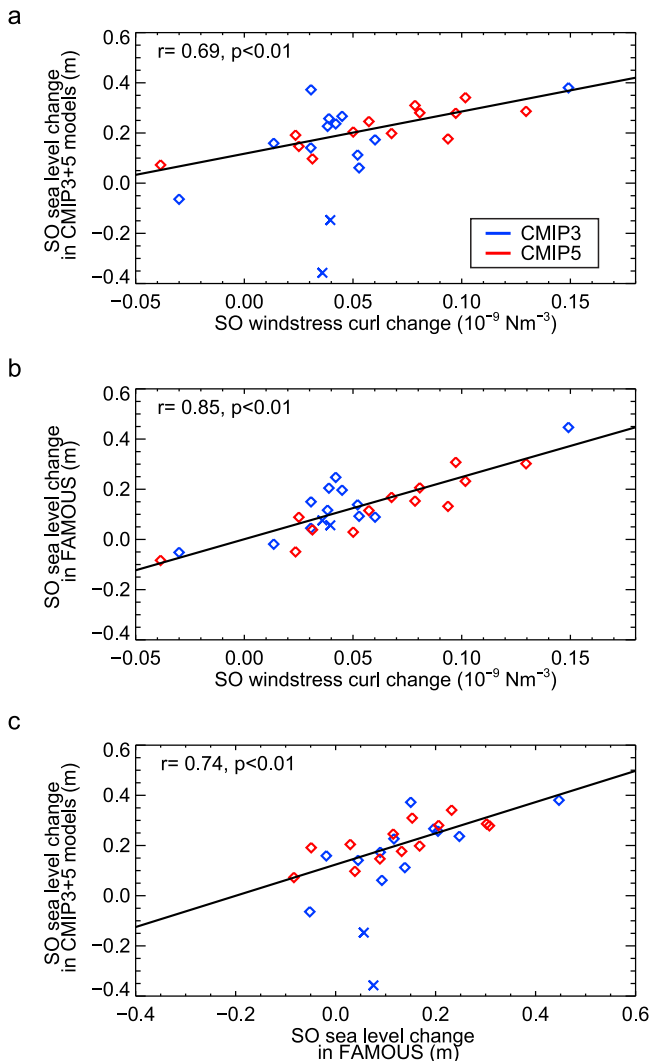 a
r= 0.69, p<0.01
0.6
0.4
0.2
0.0
−0.2
−0.4
SO sea level change
in CMIP3+5 models (m)
CMIP3
CMIP5
−0.05 0.00 0.05 0.10 0.15
SO windstress curl change (10⁻⁹ Nm⁻³)
b
r= 0.85, p<0.01
0.6
0.4
0.2
0.0
−0.2
−0.4
SO sea level change
in FAMOUS (m)
−0.05 0.00 0.05 0.10 0.15
SO windstress curl change (10⁻⁹ Nm⁻³)
c
r= 0.74, p<0.01
0.6
0.4
0.2
0.0
−0.2
−0.4
SO sea level change
in CMIP3+5 models (m)
−0.4 −0.2 0.0 0.2 0.4 0.6
SO sea level change
in FAMOUS (m)